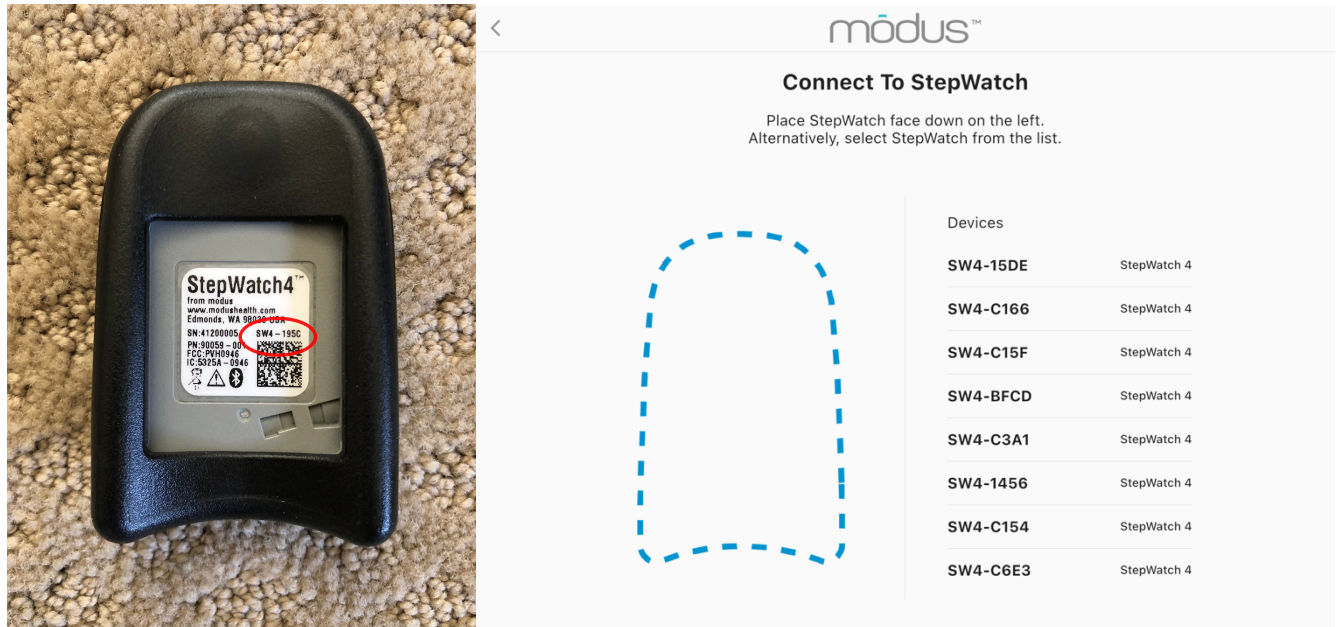 StepWatch4™
from modus
www.modushealth.com
Edmonds, WA 98036 USA
SN:41200005 SW4-195C
PN:90059-001
FCC:PVH0946
IC:5325A-0946
mōdus™
Connect To StepWatch
Place StepWatch face down on the left.
Alternatively, select StepWatch from the list.
Devices
SW4-15DE StepWatch 4
SW4-C166 StepWatch 4
SW4-C15F StepWatch 4
SW4-BFCD StepWatch 4
SW4-C3A1 StepWatch 4
SW4-1456 StepWatch 4
SW4-C154 StepWatch 4
SW4-C6E3 StepWatch 4